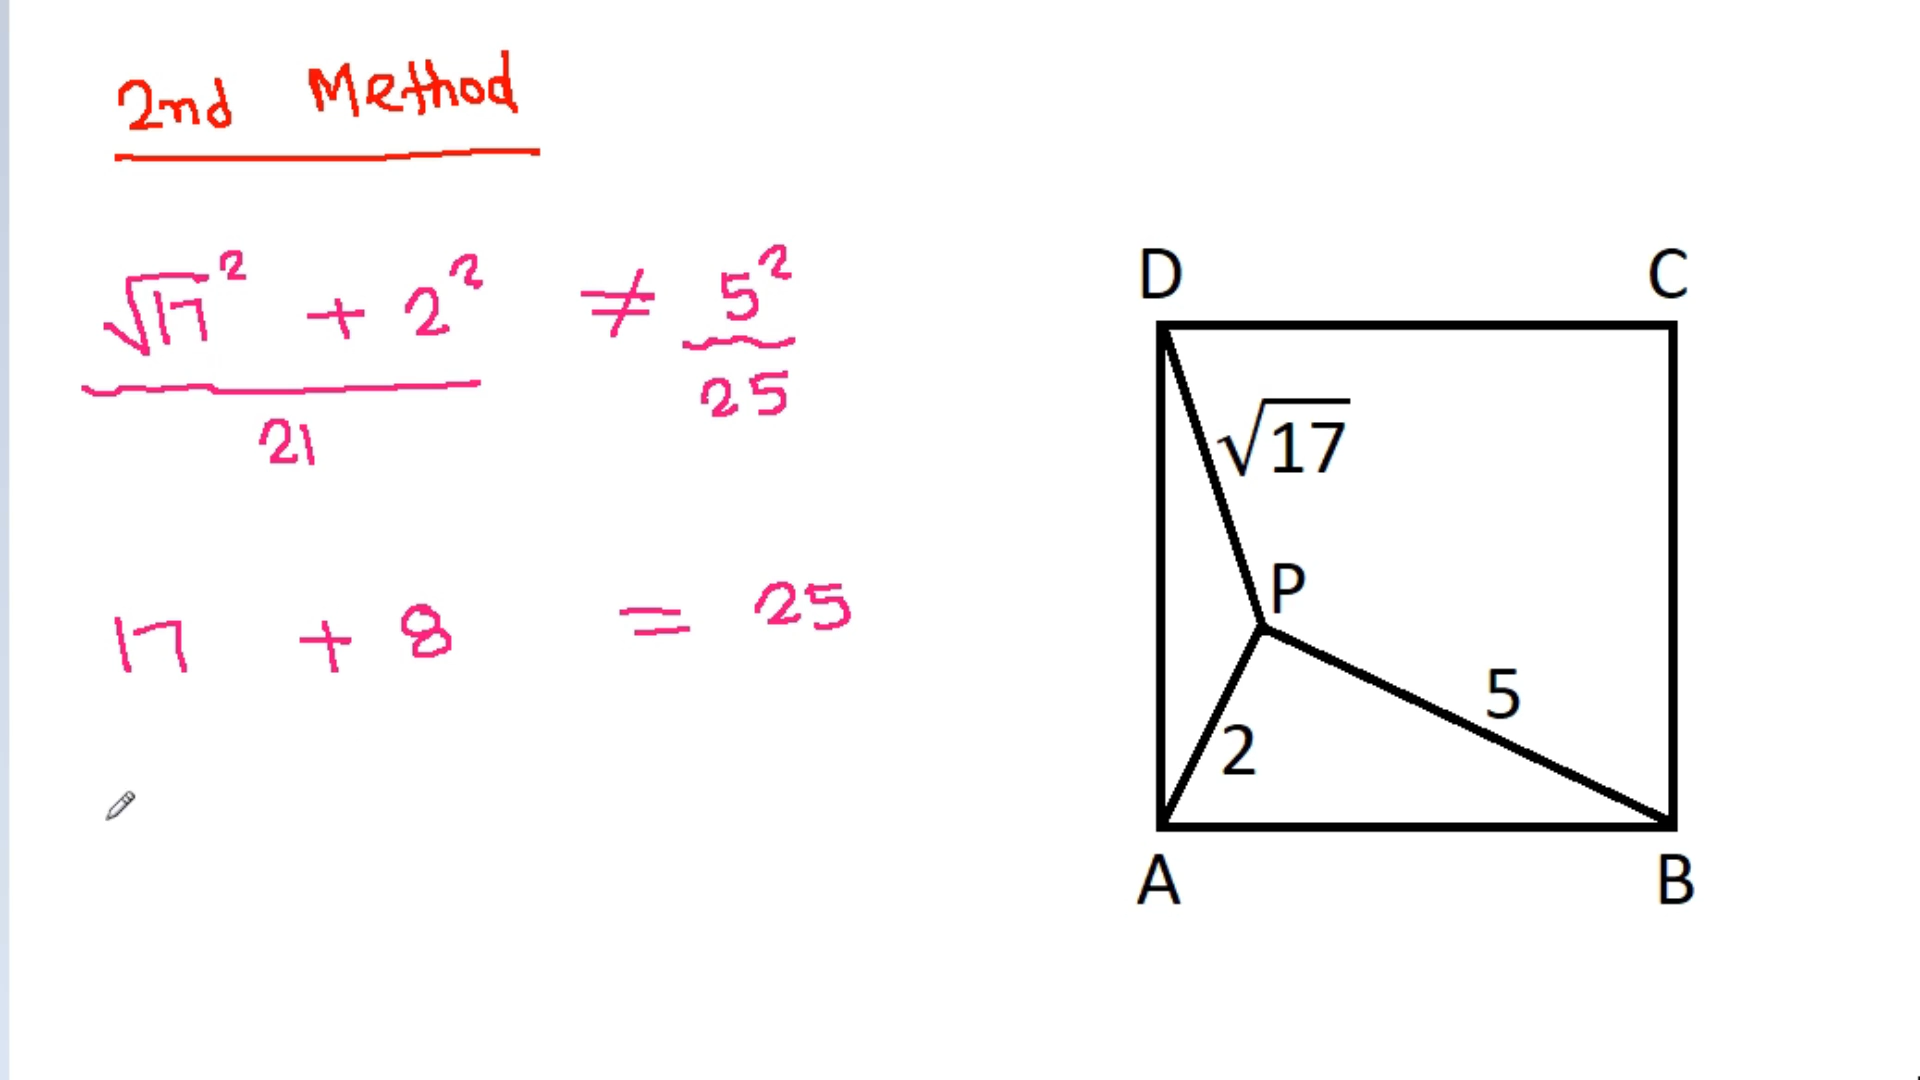 2nd Method
√17² + 2² ≠ 5²
21 25
17 + 8 = 25
D C
√17
P
5
2
A B